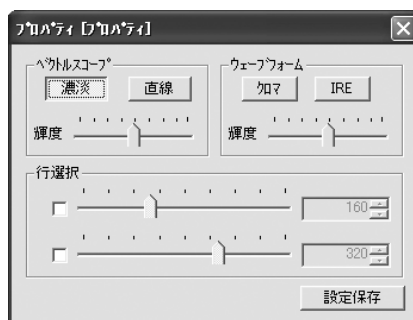 プロパティ [プロパティ]
ベクトルスコープ
濃淡 直線
輝度
ウェーブフォーム
クロマ IRE
輝度
行選択
160
320
設定保存